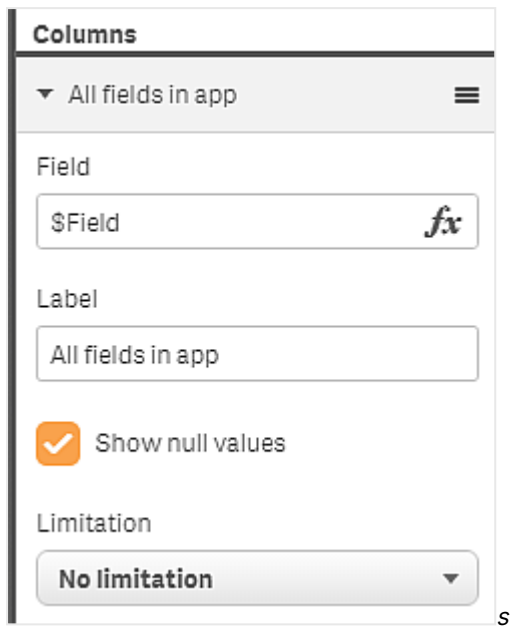 Columns
All fields in app
Field
$Field fx
Label
All fields in app
Show null values
Limitation
No limitation
s